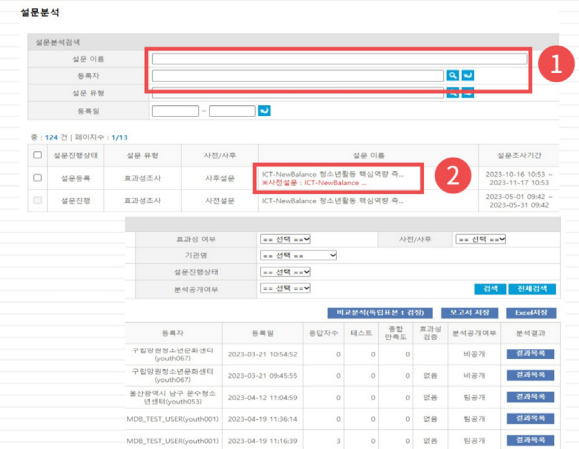 설문분석
설문분석검색
설문 이름
등록자
설문 유형
등록일
~
1
총 : 124 건 | 페이지수 : 1/13
설문진행상태 설문 유형 사전/사후 설문 이름 설문조사기간
설문등록 효과성조사 사후설문 ICT-NewBalance 청소년활동 핵심역량 측... 2023-10-16 10:53 ~
※사전설문 : ICT-NewBalance ... 2023-11-17 10:53
2
설문진행 효과성조사 사전설문 ICT-NewBalance 청소년활동 핵심역량 측... 2023-05-01 09:42 ~
2023-05-31 09:42
효과성 여부 == 선택 == 사전/사후 == 선택 ==
기관명 == 선택 ==
설문진행상태 == 선택 ==
분석공개여부 == 선택 == 검색 전체검색
비교분석(독립표본 t 검정) 보고서 저장 Excel저장
등록자 등록일 응답자수 테스트 종합 만족도 효과성 검증 분석공개여부 분석결과
구립망원청소년문화센터
(youth067) 2023-03-21 10:54:52 0 0 0 비공개 결과목록
구립망원청소년문화센터
(youth067) 2023-03-21 09:45:55 0 0 0 없음 비공개 결과목록
울산광역시 남구 문수청소
년센터(youth053) 2023-04-12 11:04:59 0 0 0 없음 팀공개 결과목록
MDB_TEST_USER(youth001) 2023-04-19 11:36:14 0 0 0 없음 팀공개 결과목록
MDB_TEST_USER(youth001) 2023-04-19 11:16:39 3 0 0 없음 팀공개 결과목록